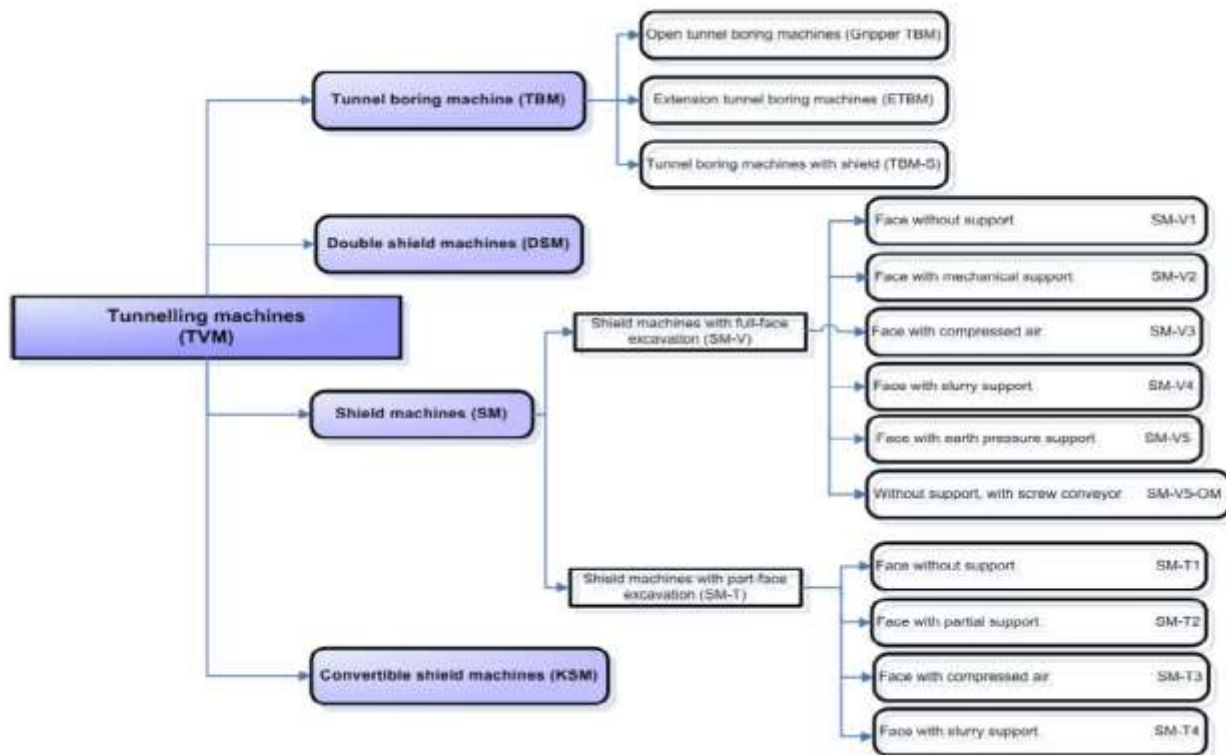 Open tunnel boring machines (Gripper TBM)
Tunnel boring machine (TBM)
Extension tunnel boring machines (ETBM)
Tunnel boring machines with shield (TBM-S)
Double shield machines (DSM)
Tunnelling machines
(TVM)
Shield machines (SM)
Convertible shield machines (KSM)
Shield machines with full-face
excavation (SM-V)
Face without support SM-V1
Face with mechanical support SM-V2
Face with compressed air SM-V3
Face with slurry support SM-V4
Face with earth pressure support SM-V5
Without support, with screw conveyor SM-V5-OM
Shield machines with part-face
excavation (SM-T)
Face without support SM-T1
Face with partial support SM-T2
Face with compressed air SM-T3
Face with slurry support SM-T4